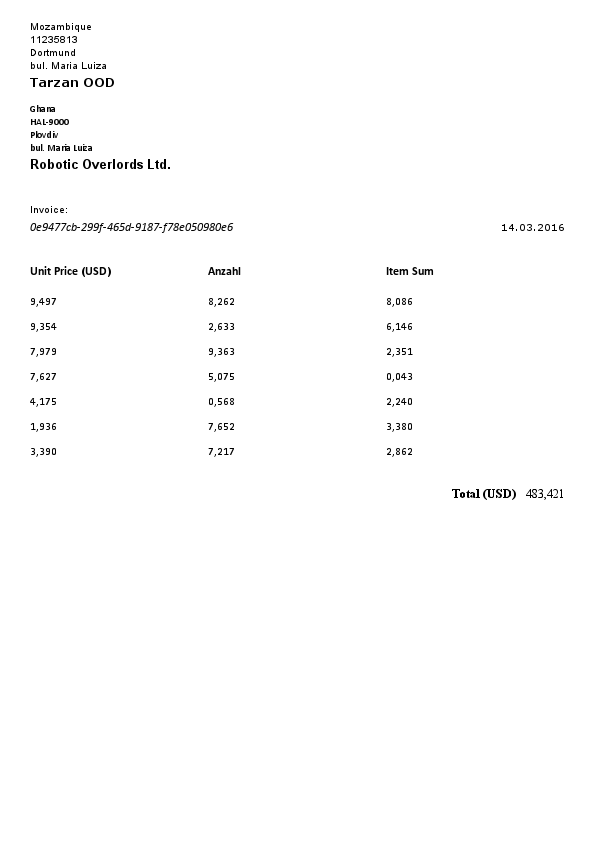 Mozambique
11235813
Dortmund
bul. Maria Luiza
Tarzan OOD
Ghana
HAL-9000
Plovdiv
bul. Maria Luiza
Robotic Overlords Ltd.
Invoice:
0e9477cb-299f-465d-9187-f78e050980e6 14.03.2016
Unit Price (USD) Anzahl Item Sum
9,497 8,262 8,086
9,354 2,633 6,146
7,979 9,363 2,351
7,627 5,075 0,043
4,175 0,568 2,240
1,936 7,652 3,380
3,390 7,217 2,862
Total (USD) 483,421